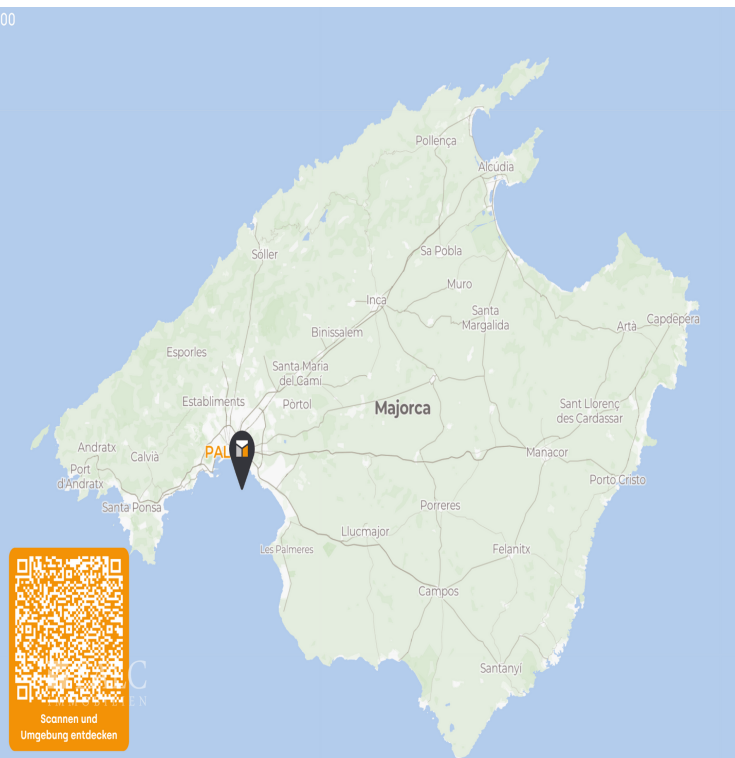 00
Pollença
Alcúdia
Sóller
Sa Pobla
Muro
Inca
Santa
Margalida
Artà
Capdepera
Binissalem
Esporles
Santa Maria
del Camí
Establiments
Pòrtol
Majorca
Sant Llorenç
des Cardassar
PAL
Andratx
Calvià
Manacor
Port
d'Andratx
Porto Cristo
Santa Ponsa
Porreres
Llucmajor
Les Palmeres
Felanitx
Campos
Santanyí
IMMOBILIEN
Scannen und
Umgebung entdecken